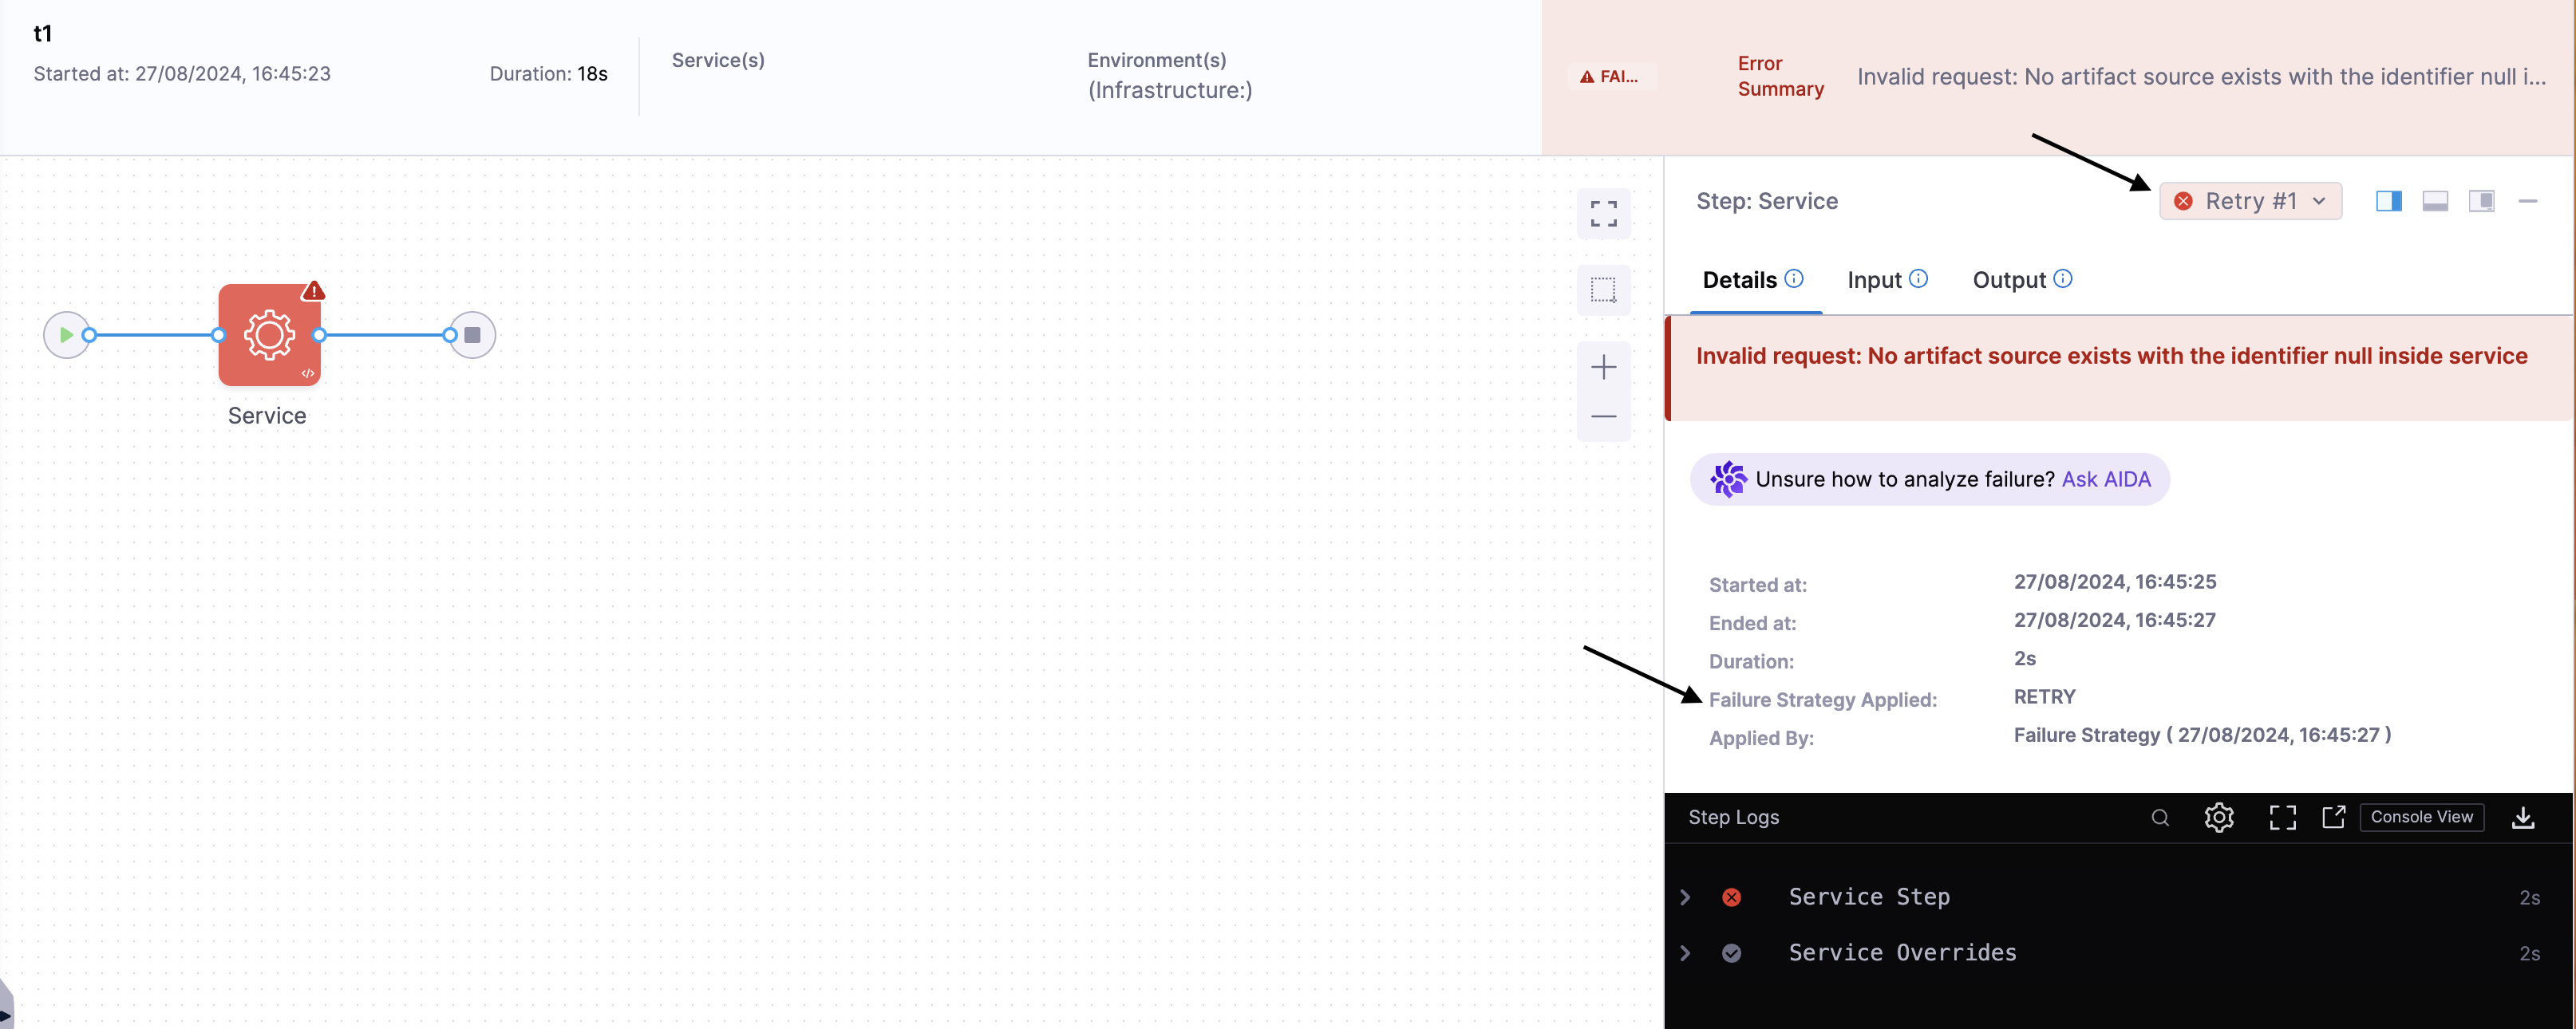 t1
Started at: 27/08/2024, 16:45:23
Duration: 18s
Service(s)
Environment(s)
(Infrastructure:)
FAI...
Error
Summary
Invalid request: No artifact source exists with the identifier null i...
Step: Service
Retry #1
Details
Input
Output
Invalid request: No artifact source exists with the identifier null inside service
Unsure how to analyze failure? Ask AIDA
Started at: 27/08/2024, 16:45:25
Ended at: 27/08/2024, 16:45:27
Duration: 2s
Failure Strategy Applied: RETRY
Applied By: Failure Strategy ( 27/08/2024, 16:45:27 )
Service
Step Logs
Console View
Service Step 2s
Service Overrides 2s